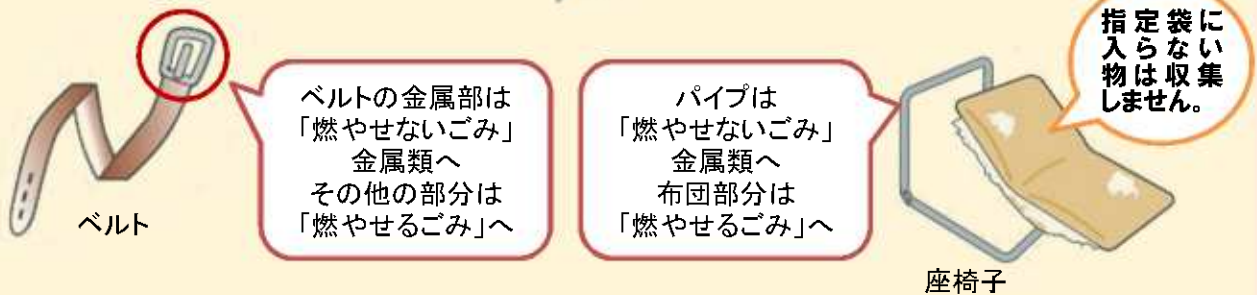 ベルトの金属部は
「燃やせないごみ」
金属類へ
その他の部分は
「燃やせるごみ」へ
ベルト
パイプは
「燃やせないごみ」
金属類へ
布団部分は
「燃やせるごみ」へ
指定袋に
入らない
物は収集
しません。
座椅子